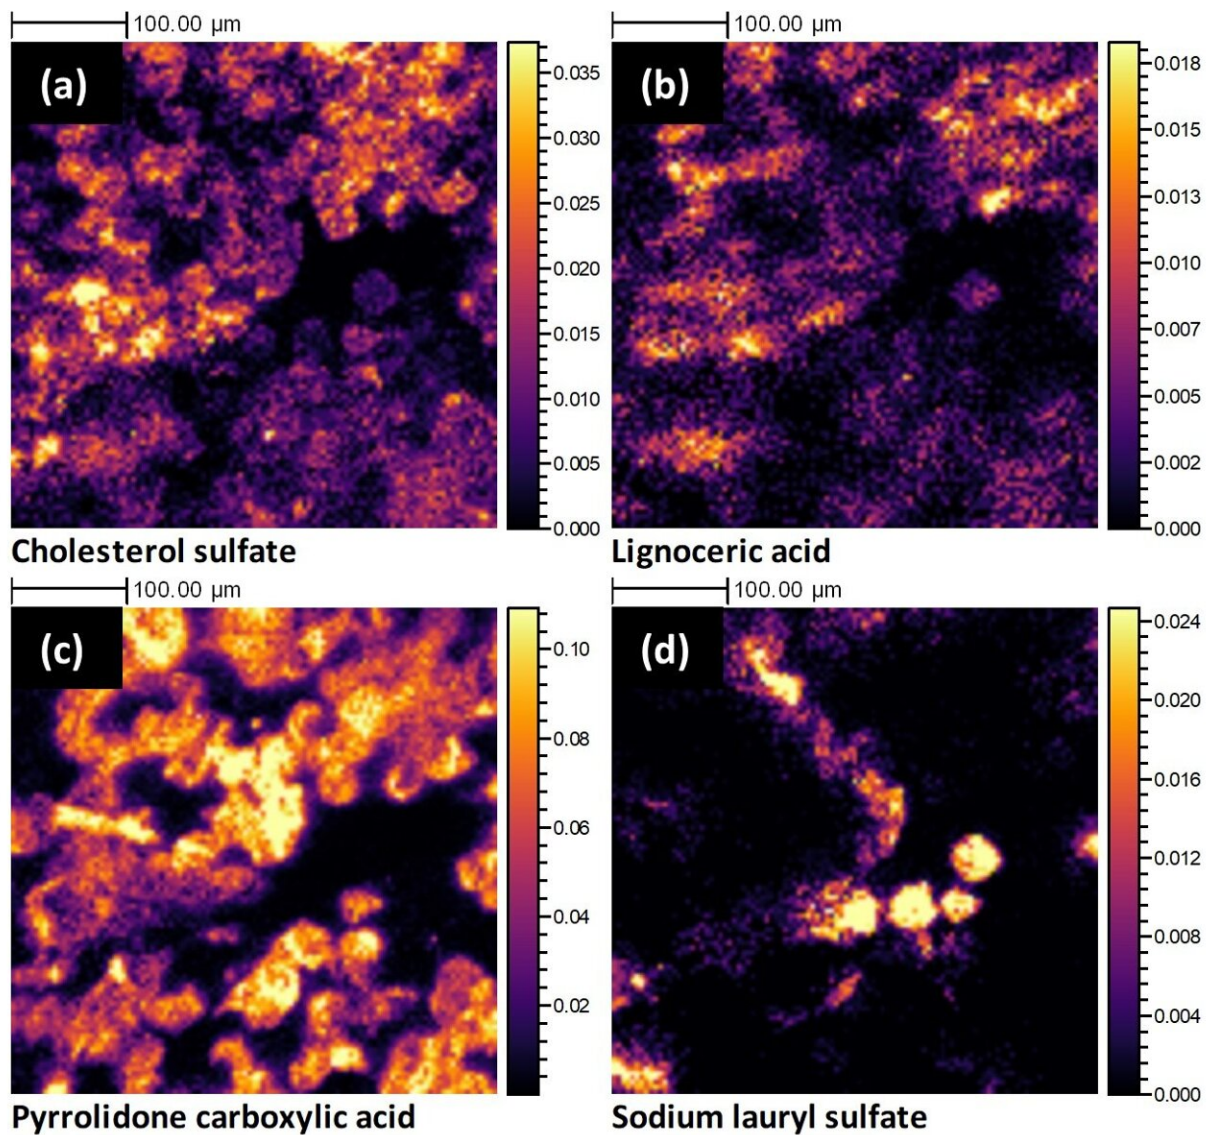 100.00 µm
100.00 µm
(a)
0.035
0.030
0.025
0.020
0.015
0.010
0.005
0.000
(b)
0.018
0.015
0.013
0.010
0.007
0.005
0.002
0.000
Cholesterol sulfate
Lignoceric acid
100.00 µm
100.00 µm
(c)
0.10
0.08
0.06
0.04
0.02
(d)
0.024
0.020
0.016
0.012
0.008
0.004
0.000
Pyrrolidone carboxylic acid
Sodium lauryl sulfate